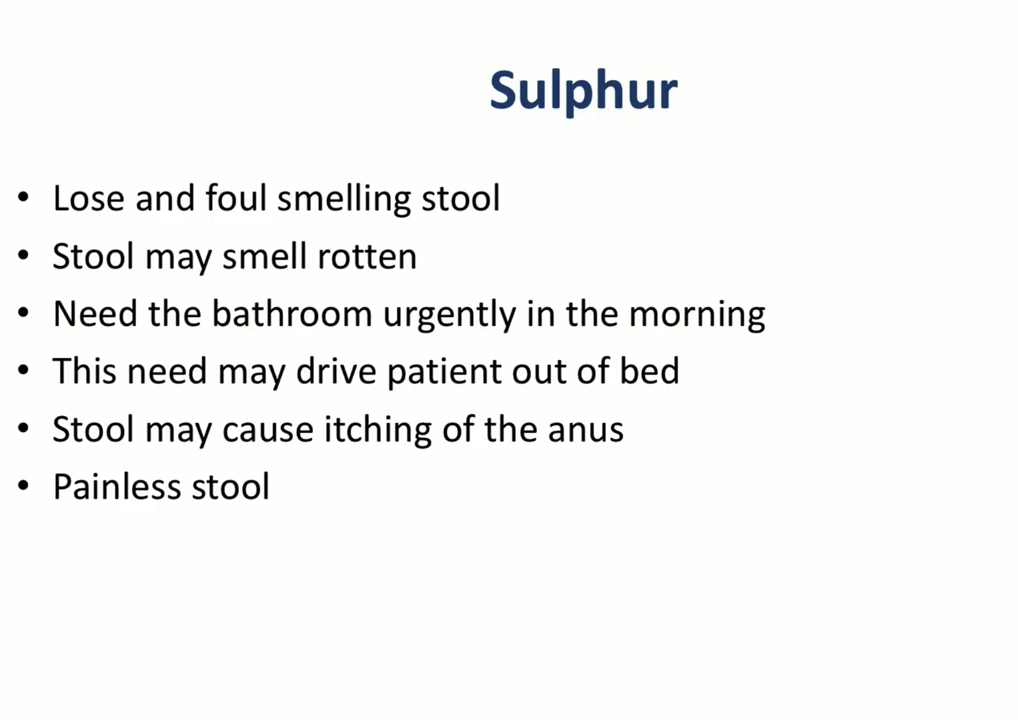 Sulphur
• Lose and foul smelling stool
• Stool may smell rotten
• Need the bathroom urgently in the morning
• This need may drive patient out of bed
• Stool may cause itching of the anus
• Painless stool